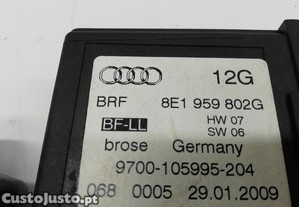 12G
BRF 8E1 959 802G
BF-LL HW 07
SW 06
brose Germany
9700-105995-204
068 0005 29.01.2009
CustoJusto.pt